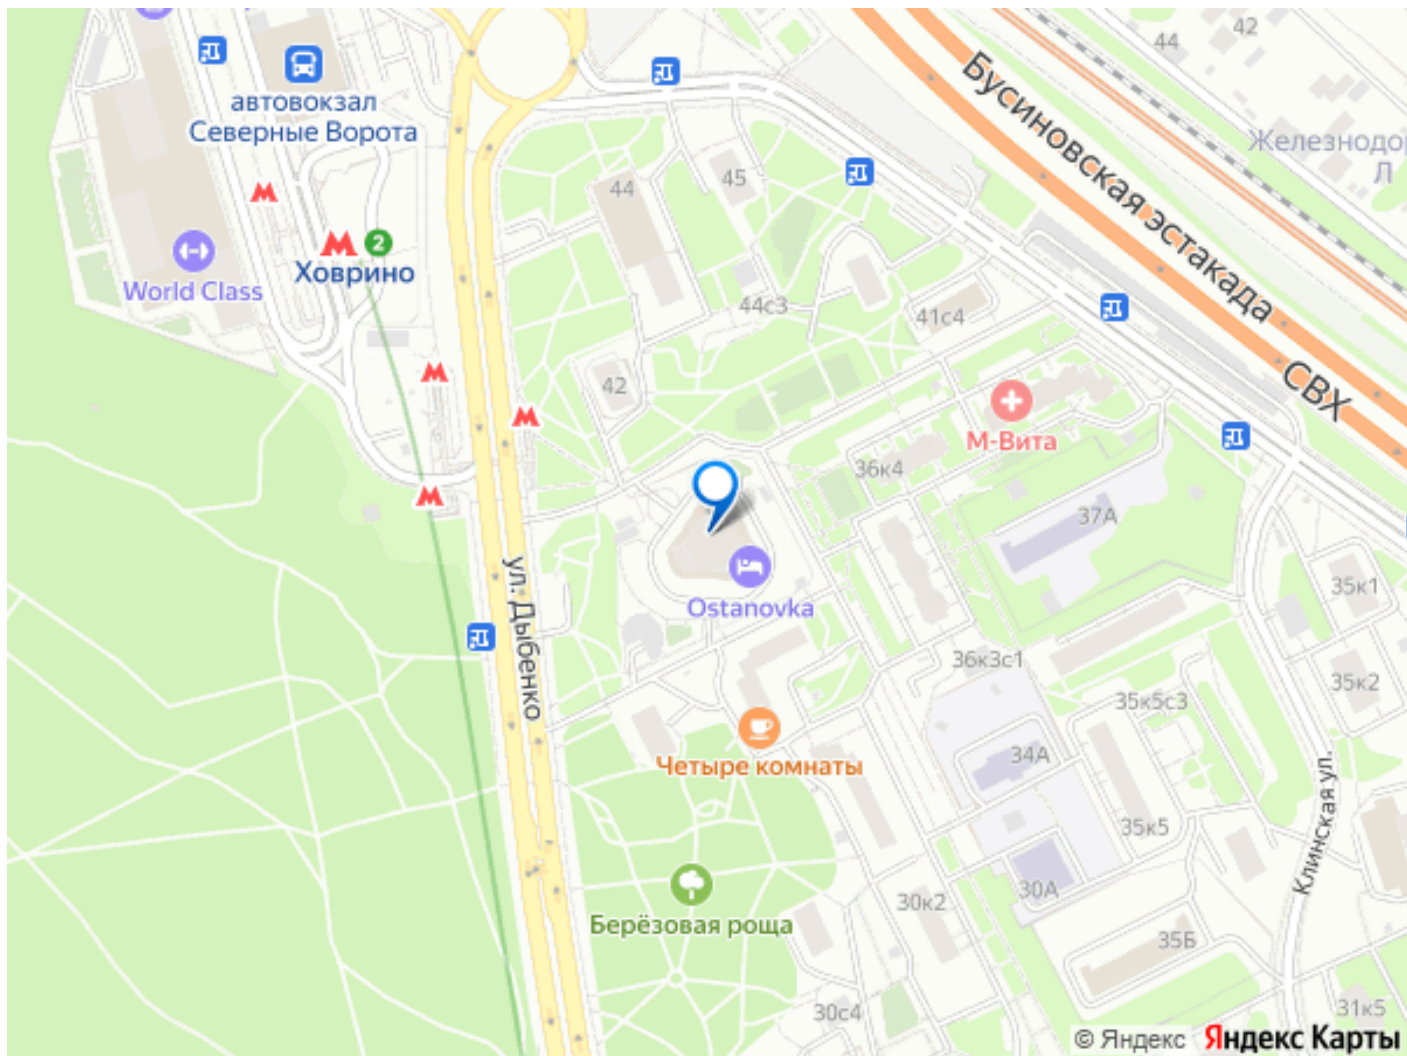 42
44
Бусиновская эстакада
автовокзал
Северные Ворота
Железнодор
Л
45
44
2
Ховрино
World Class
44с3
41с4
СВХ
42
М-Вита
36к4
37А
ул. Дыбенко
Ostanovka
35к1
36к3с1
35к2
35к5с3
Четыре комнаты
34А
Клинская ул.
35к5
30А
30к2
Берёзовая роща
35Б
30с4
31к5
© Яндекс Яндекс Карты